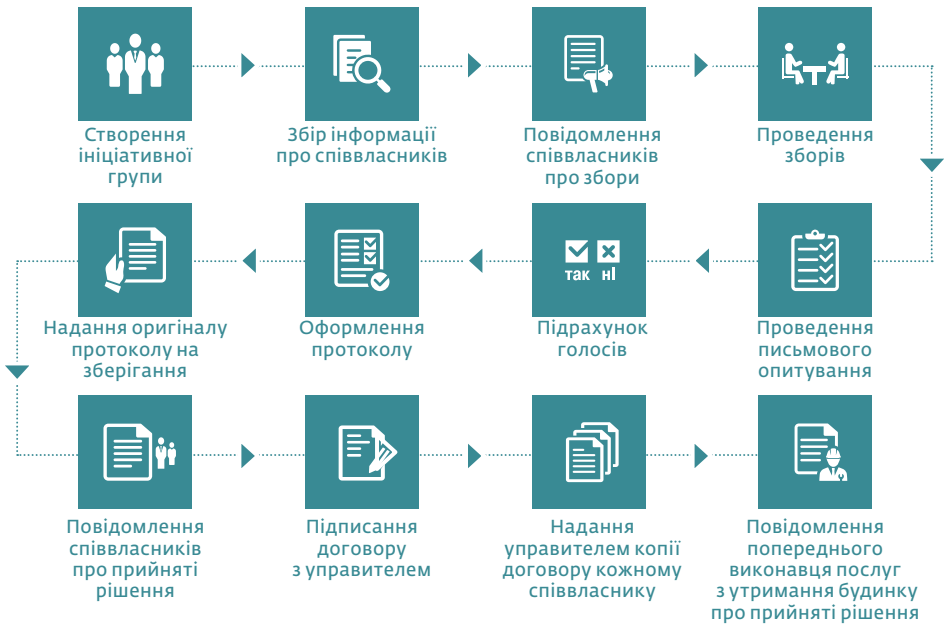 Створення
ініціативної
групи
Збір інформації
про співвласників
Повідомлення
співвласників
про збори
Проведення
зборів
Проведення
письмового
опитування
так ні
Підрахунок
голосів
Оформлення
протоколу
Надання оригіналу
протоколу на
зберігання
Повідомлення
співвласників
про прийняті
рішення
Підписання
договору
з управителем
Надання
управителем копії
договору кожному
співвласнику
Повідомлення
попереднього
виконавця послуг
з утримання будинку
про прийняті рішення